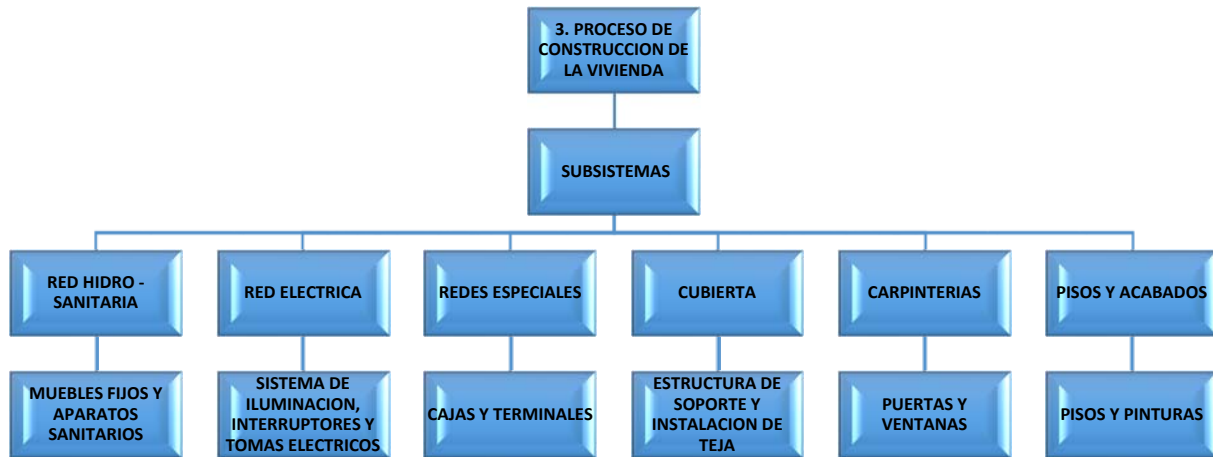 3. PROCESO DE
CONSTRUCCION DE
LA VIVIENDA
SUBSISTEMAS
RED HIDRO -
SANITARIA
RED ELECTRICA
REDES ESPECIALES
CUBIERTA
CARPINTERIAS
PISOS Y ACABADOS
MUEBLES FIJOS Y
APARATOS
SANITARIOS
SISTEMA DE
ILUMINACION,
INTERRUPTORES Y
TOMAS ELECTRICOS
CAJAS Y TERMINALES
ESTRUCTURA DE
SOPORTE Y
INSTALACION DE
TEJA
PUERTAS Y
VENTANAS
PISOS Y PINTURAS